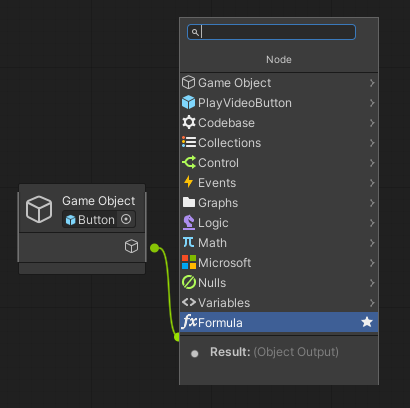 Node
Game Object
PlayVideoButton
Codebase
Collections
Control
Events
Graphs
Logic
Math
Microsoft
Nulls
Variables
fx Formula
Result: (Object Output)
Game Object
Button